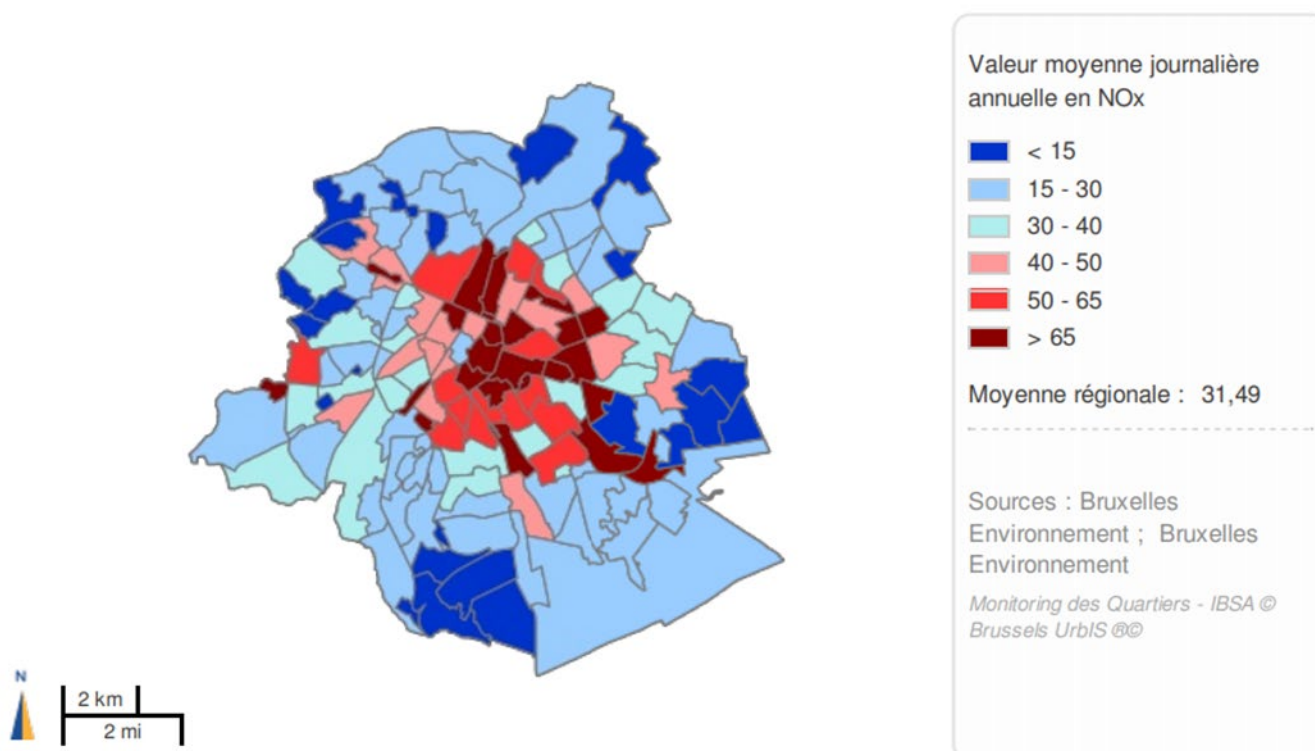 Valeur moyenne journalière
annuelle en NOx
< 15
15 - 30
30 - 40
40 - 50
50 - 65
> 65
Moyenne régionale : 31,49
Sources : Bruxelles
Environnement ; Bruxelles
Environnement
Monitoring des Quartiers - IBSA ©
Brussels UrbIS ®©
N
2 km
2 mi